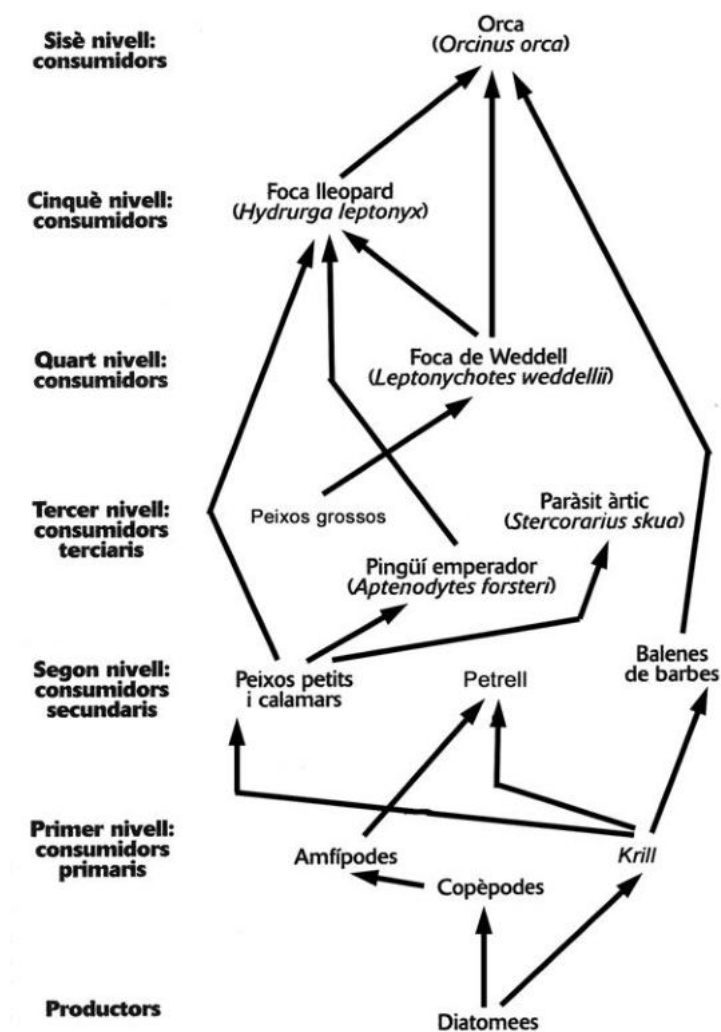 Sisè nivell:
consumidors
Orca
(Orcinus orca)
Cinquè nivell:
consumidors
Foca lleopard
(Hydrurga leptonyx)
Quart nivell:
consumidors
Foca de Weddell
(Leptonychotes weddellii)
Tercer nivell:
consumidors
terciaris
Peixos grossos
Paràsit àrtic
(Stercorarius skua)
Pingüí emperador
(Aptenodytes forsteri)
Segon nivell:
consumidors
secundaris
Peixos petits
i calamars
Petrell
Balenes
de barbes
Primer nivell:
consumidors
primaris
Amfípodes
Copèpodes
Krill
Productors
Diatomees